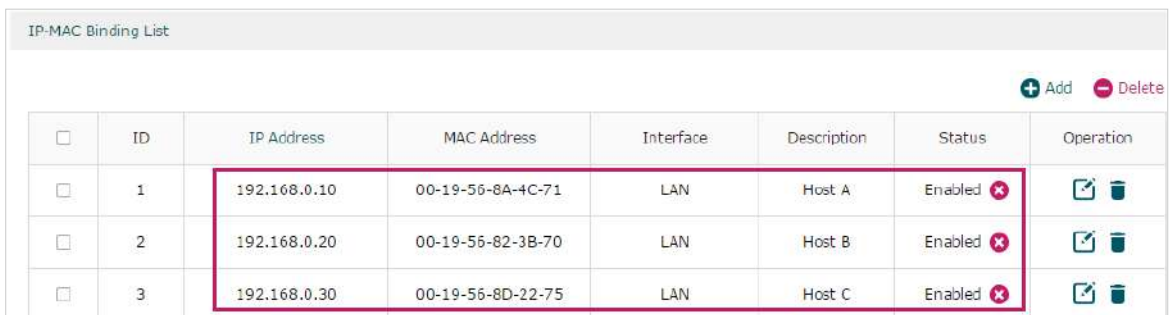 IP-MAC Binding List
Add Delete
ID IP Address MAC Address Interface Description Status Operation
1 192.168.0.10 00-19-56-8A-4C-71 LAN Host A Enabled
2 192.168.0.20 00-19-56-82-3B-70 LAN Host B Enabled
3 192.168.0.30 00-19-56-8D-22-75 LAN Host C Enabled